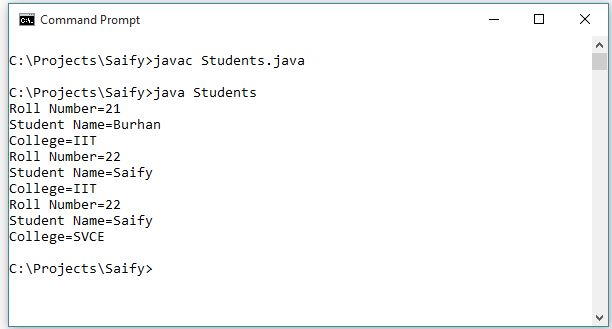 Command Prompt
C:\Projects\Saify>javac Students.java
C:\Projects\Saify>java Students
Roll Number=21
Student Name=Burhan
College=IIT
Roll Number=22
Student Name=Saify
College=IIT
Roll Number=22
Student Name=Saify
College=SVCE
C:\Projects\Saify>